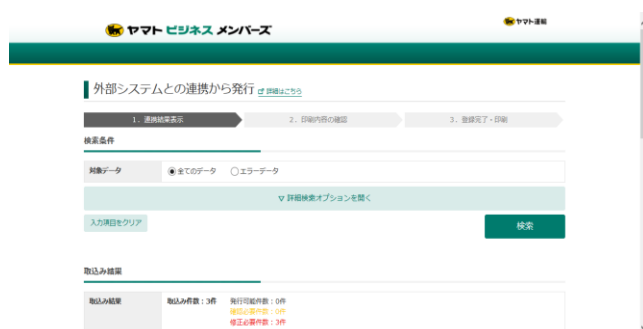 ヤマト ビジネス メンバーズ
ヤマト運輸
外部システムとの連携から発行 詳細はこちら
1. 連携結果表示
2. 印刷内容の確認
3. 登録完了・印刷
検索条件
対象データ
全てのデータ
エラーデータ
▽ 詳細検索オプションを開く
入力項目をクリア
検索
取込み結果
取込み結果
取込み件数:3件
発行可能件数:0件
確認必要件数:0件
修正必要件数:3件